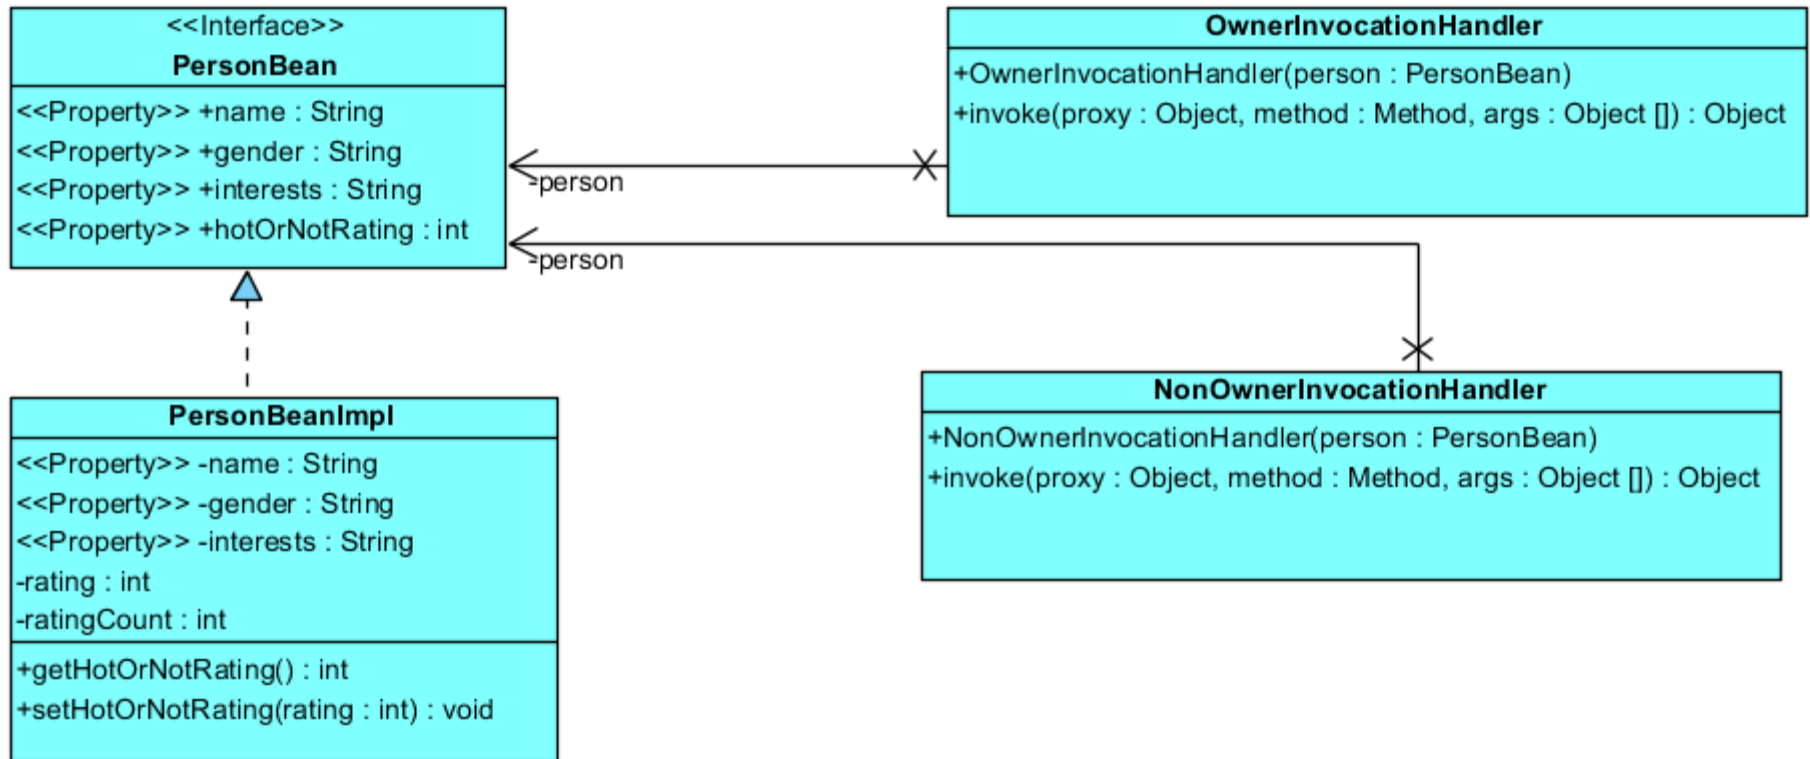 <<Interface>>
PersonBean
<<Property>> +name : String
<<Property>> +gender : String
<<Property>> +interests : String
<<Property>> +hotOrNotRating : int
OwnerInvocationHandler
+OwnerInvocationHandler(person : PersonBean)
+invoke(proxy : Object, method : Method, args : Object []) : Object
-person
-person
PersonBeanImpl
<<Property>> -name : String
<<Property>> -gender : String
<<Property>> -interests : String
-rating : int
-ratingCount : int
+getHotOrNotRating() : int
+setHotOrNotRating(rating : int) : void
NonOwnerInvocationHandler
+NonOwnerInvocationHandler(person : PersonBean)
+invoke(proxy : Object, method : Method, args : Object []) : Object